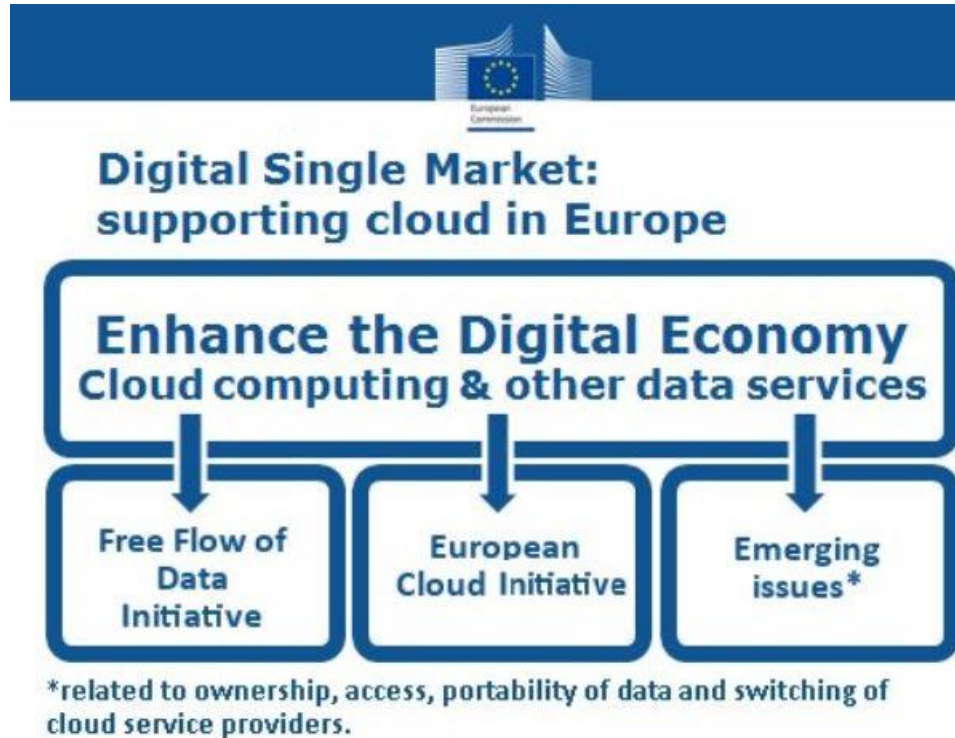 European
Commission
Digital Single Market:
supporting cloud in Europe
Enhance the Digital Economy
Cloud computing & other data services
Free Flow of
Data
Initiative
European
Cloud Initiative
Emerging
issues*
*related to ownership, access, portability of data and switching of
cloud service providers.